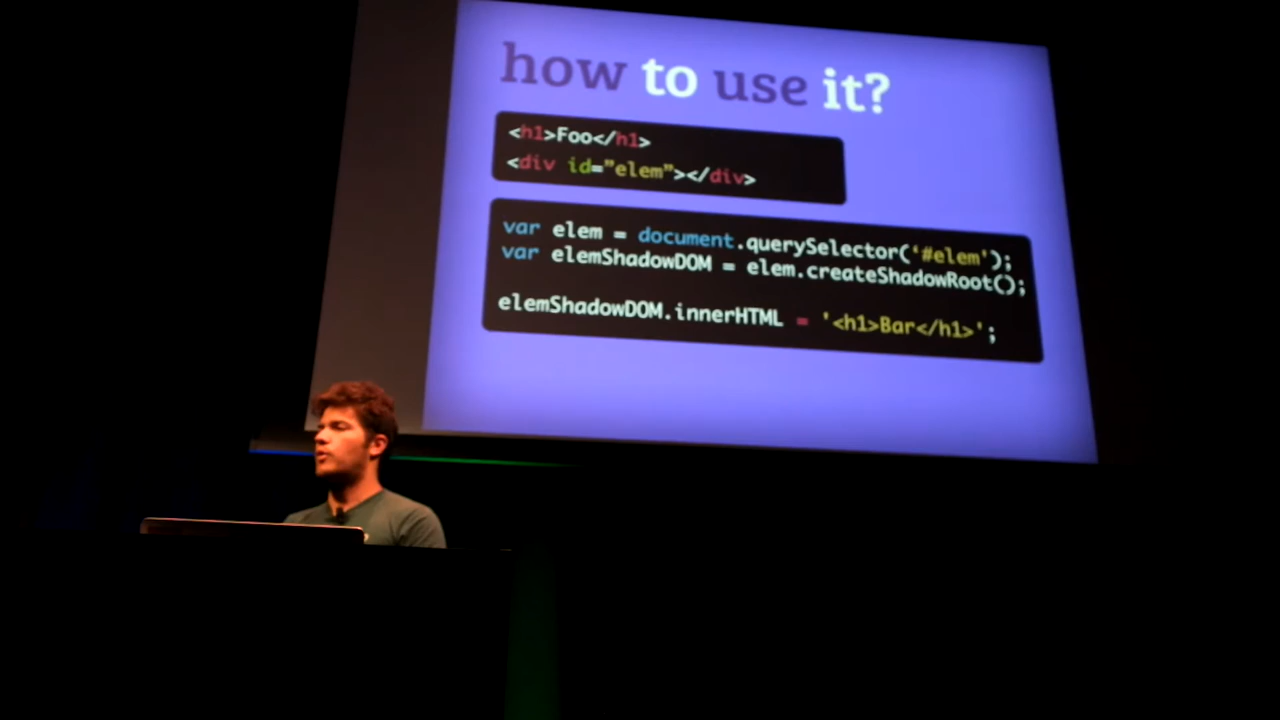 how to use it?
<h1>Foo</h1>
<div id="elem"></div>
var elem = document.querySelector('#elem');
var elemShadowDOM = elem.createShadowRoot();
elemShadowDOM.innerHTML = '<h1>Bar</h1>';